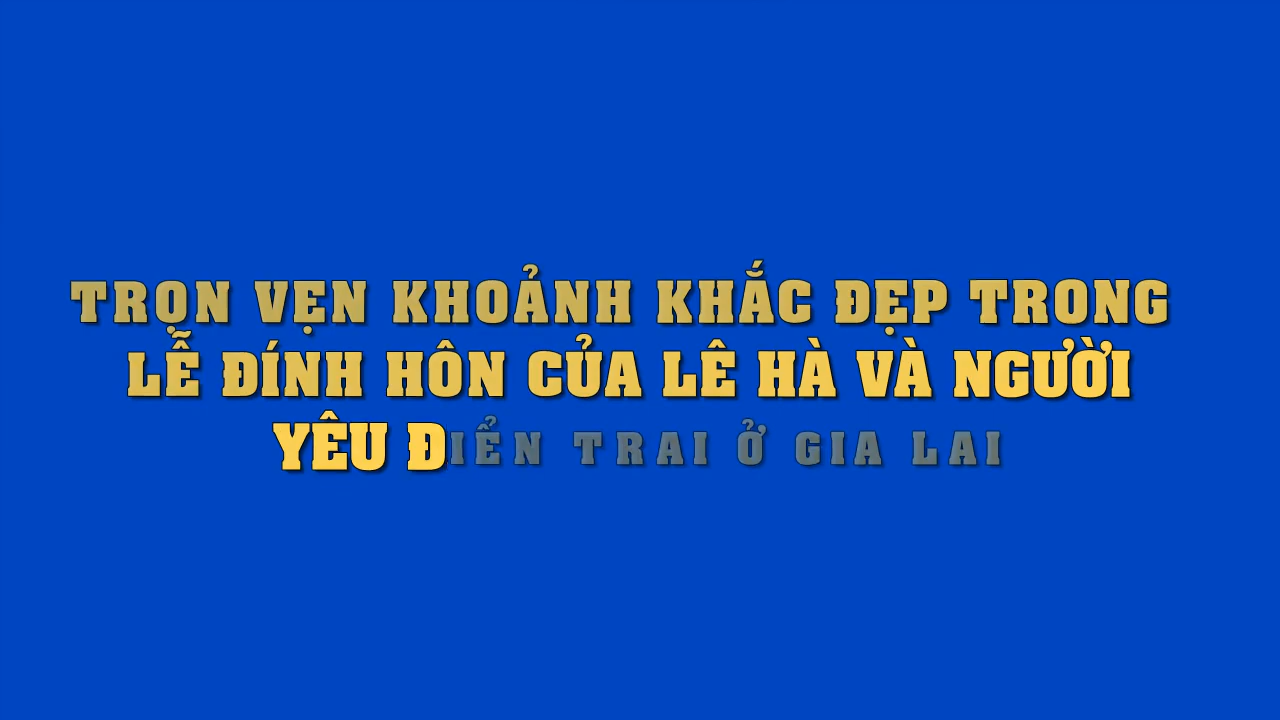 TRỌN VẸN KHOẢNH KHẮC ĐẸP TRONG
LỄ ĐÍNH HÔN CỦA LÊ HÀ VÀ NGƯỜI
YÊU ĐIỂN TRAI Ở GIA LAI